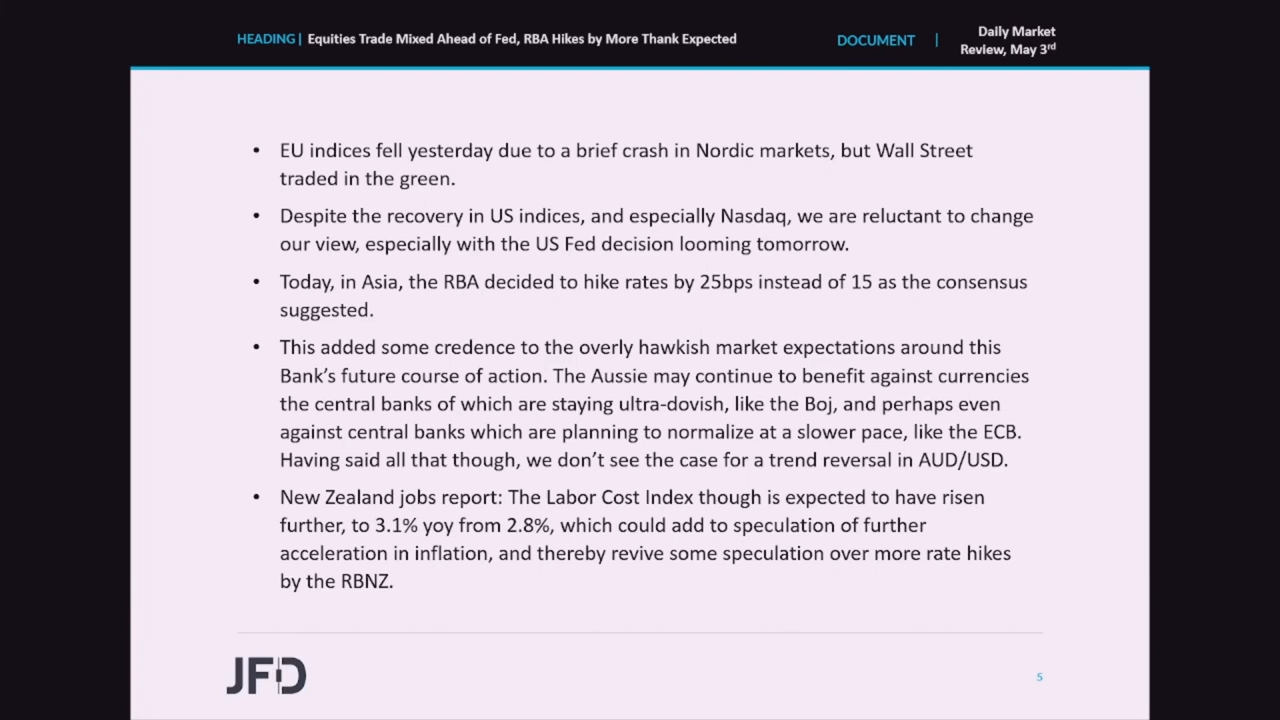 HEADING| Equities Trade Mixed Ahead of Fed, RBA Hikes by More Thank Expected
DOCUMENT |
Daily Market
Review, May 3rd
• EU indices fell yesterday due to a brief crash in Nordic markets, but Wall Street
traded in the green.
• Despite the recovery in US indices, and especially Nasdaq, we are reluctant to change
our view, especially with the US Fed decision looming tomorrow.
• Today, in Asia, the RBA decided to hike rates by 25bps instead of 15 as the consensus
suggested.
• This added some credence to the overly hawkish market expectations around this
Bank’s future course of action. The Aussie may continue to benefit against currencies
the central banks of which are staying ultra-dovish, like the Boj, and perhaps even
against central banks which are planning to normalize at a slower pace, like the ECB.
Having said all that though, we don’t see the case for a trend reversal in AUD/USD.
• New Zealand jobs report: The Labor Cost Index though is expected to have risen
further, to 3.1% yoy from 2.8%, which could add to speculation of further
acceleration in inflation, and thereby revive some speculation over more rate hikes
by the RBNZ.
JFD
5